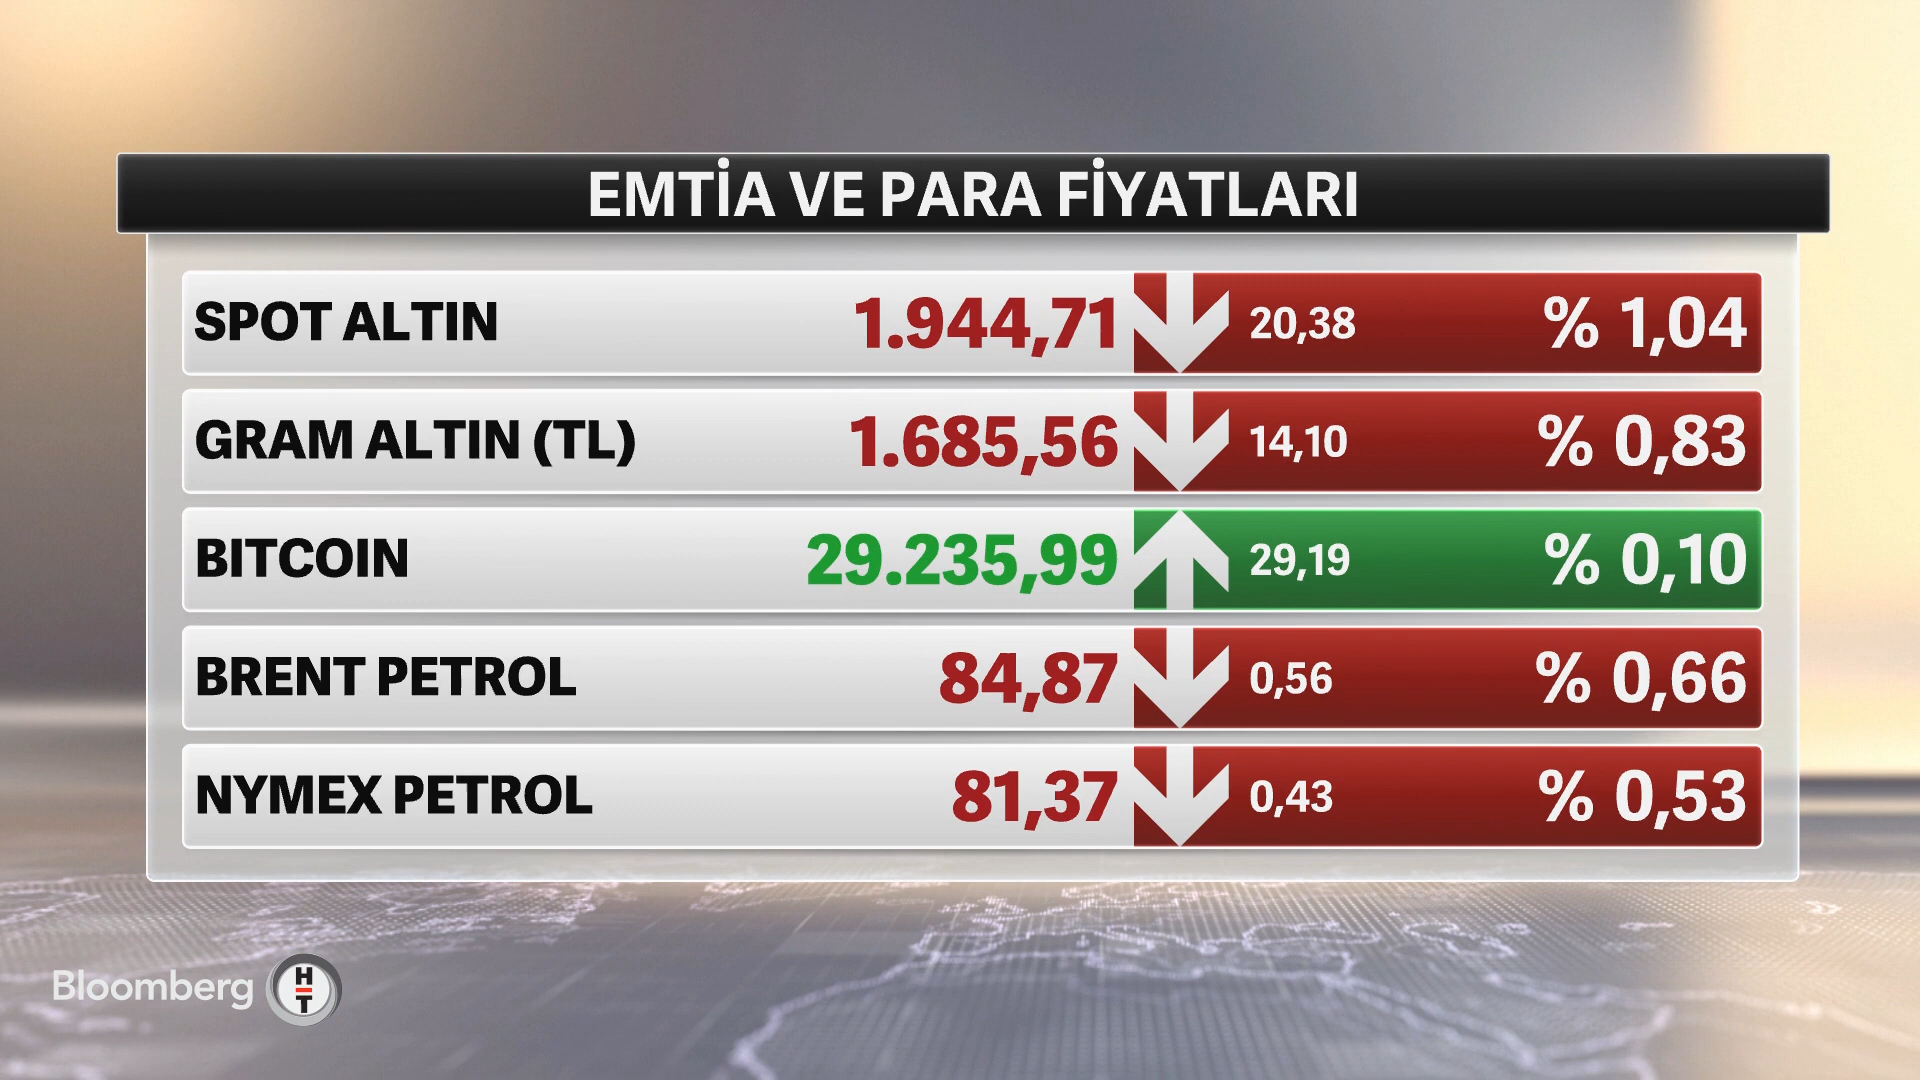 EMTİA VE PARA FİYATLARI
SPOT ALTIN 1.944,71 20,38 % 1,04
GRAM ALTIN (TL) 1.685,56 14,10 % 0,83
BITCOIN 29.235,99 29,19 % 0,10
BRENT PETROL 84,87 0,56 % 0,66
NYMEX PETROL 81,37 0,43 % 0,53
Bloomberg HT